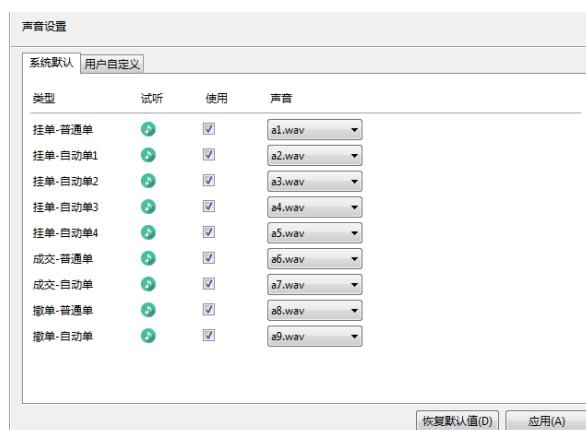 声音设置
系统默认 用户自定义
类型 试听 使用 声音
挂单-普通单 a1.wav
挂单-自动单1 a2.wav
挂单-自动单2 a3.wav
挂单-自动单3 a4.wav
挂单-自动单4 a5.wav
成交-普通单 a6.wav
成交-自动单 a7.wav
撤单-普通单 a8.wav
撤单-自动单 a9.wav
恢复默认值(D) 应用(A)